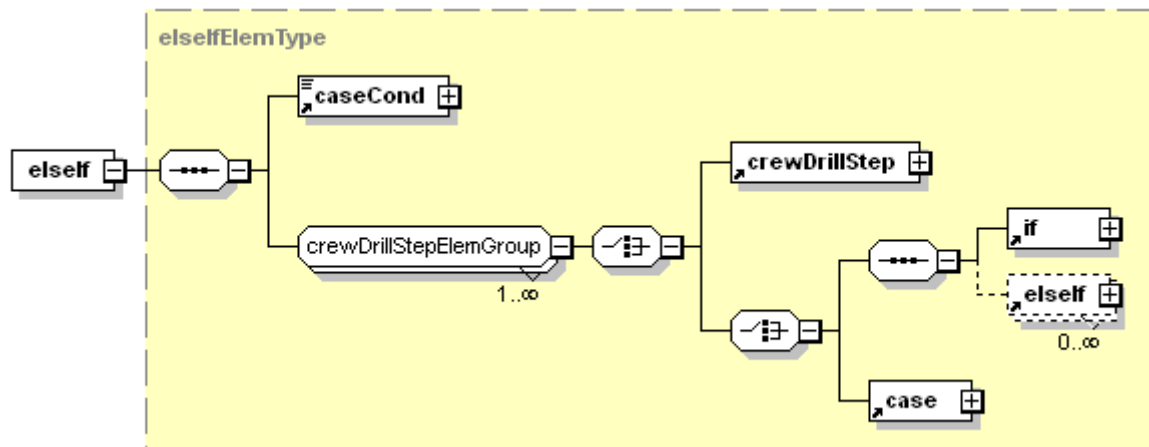 elseIfElemType
caseCond
elseIf
crewDrillStep
crewDrillStepElemGroup
1..∞
if
elseIf
0..∞
case